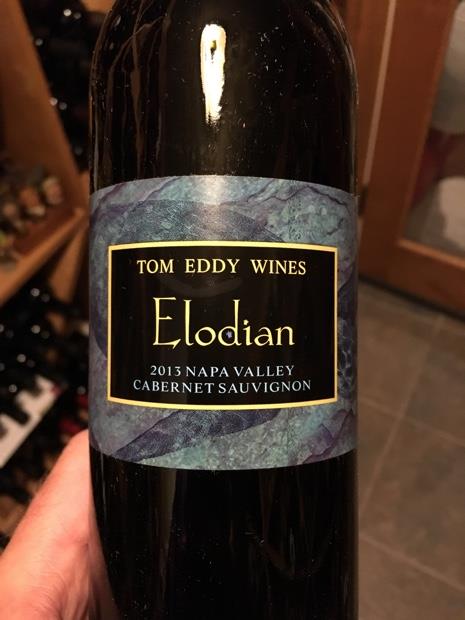 TOM EDDY WINES
Elodian
2013 NAPA VALLEY
CABERNET SAUVIGNON